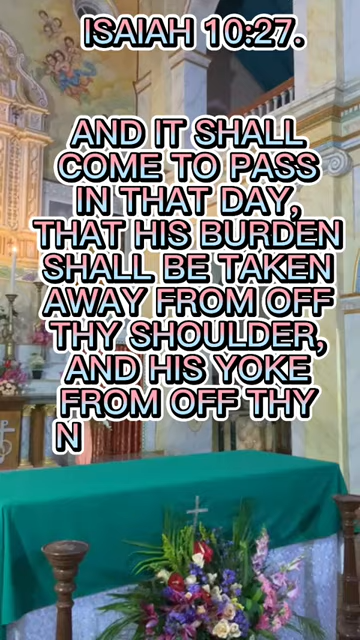 ISAIAH 10:27.
AND IT SHALL
COME TO PASS
IN THAT DAY,
THAT HIS BURDEN
SHALL BE TAKEN
AWAY FROM OFF
THY SHOULDER,
AND HIS YOKE
FROM OFF THY
N